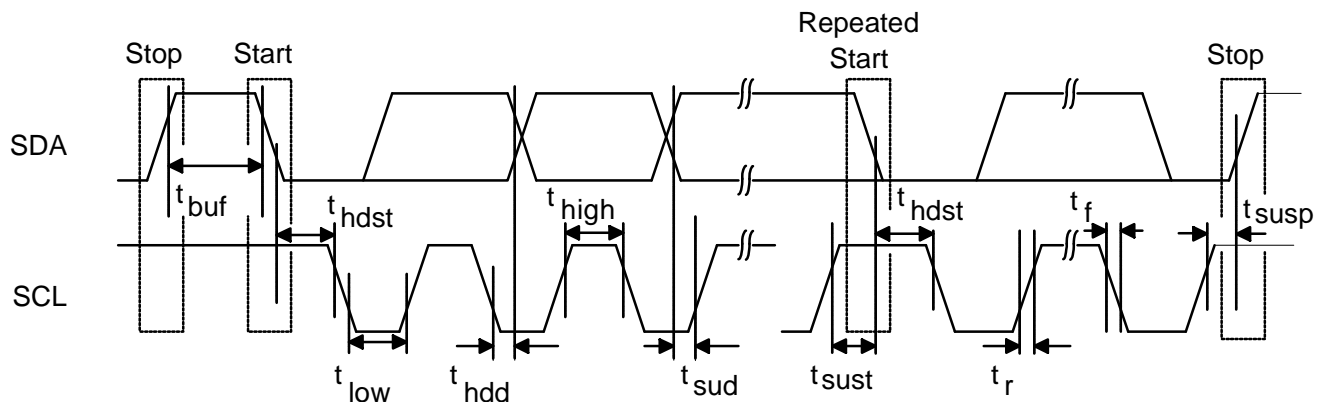 Repeated
Stop Start Start Stop
SDA
t buf t hdst t high t hdst t f t susp
SCL
t low t hdd t sud t sust t r